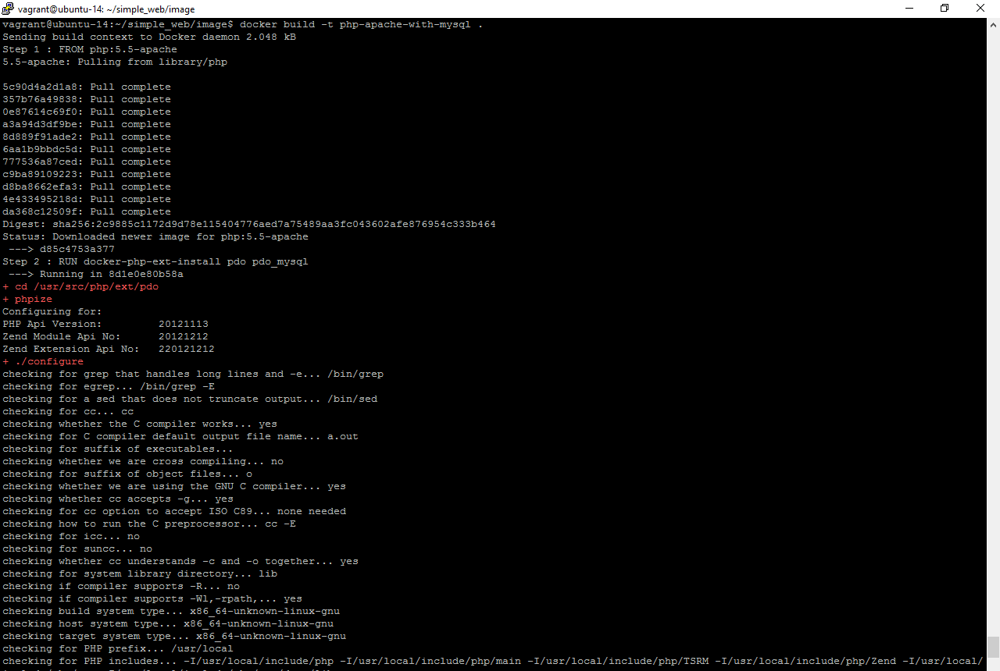 vagrant@ubuntu-14: ~/simple_web/image
vagrant@ubuntu-14:~/simple_web/image$ docker build -t php-apache-with-mysql .
Sending build context to Docker daemon 2.048 kB
Step 1 : FROM php:5.5-apache
5.5-apache: Pulling from library/php
5c90d4a2d1a8: Pull complete
357b76a49838: Pull complete
0e87614c69f0: Pull complete
a3a94d3df9be: Pull complete
8d889f91ade2: Pull complete
6aa1b9bbdc5d: Pull complete
777536a87ced: Pull complete
c9ba89109223: Pull complete
d8ba8662efa3: Pull complete
4e433495218d: Pull complete
da368c12509f: Pull complete
Digest: sha256:2c9885c1172d9d78e115404776aed7a75489aa3fc043602afe876954c333b464
Status: Downloaded newer image for php:5.5-apache
 ---> d85c4753a377
Step 2 : RUN docker-php-ext-install pdo pdo_mysql
 ---> Running in 8d1e0e80b58a
+ cd /usr/src/php/ext/pdo
+ phpize
Configuring for:
PHP Api Version:         20121113
Zend Module Api No:      20121212
Zend Extension Api No:   220121212
+ ./configure
checking for grep that handles long lines and -e... /bin/grep
checking for egrep... /bin/grep -E
checking for a sed that does not truncate output... /bin/sed
checking for cc... cc
checking whether the C compiler works... yes
checking for C compiler default output file name... a.out
checking for suffix of executables...
checking whether we are cross compiling... no
checking for suffix of object files... o
checking whether we are using the GNU C compiler... yes
checking whether cc accepts -g... yes
checking for cc option to accept ISO C89... none needed
checking how to run the C preprocessor... cc -E
checking for icc... no
checking for suncc... no
checking whether cc understands -c and -o together... yes
checking for system library directory... lib
checking if compiler supports -R... no
checking if compiler supports -Wl,-rpath,... yes
checking build system type... x86_64-unknown-linux-gnu
checking host system type... x86_64-unknown-linux-gnu
checking target system type... x86_64-unknown-linux-gnu
checking for PHP prefix... /usr/local
checking for PHP includes... -I/usr/local/include/php -I/usr/local/include/php/main -I/usr/local/include/php/TSRM -I/usr/local/include/php/Zend -I/usr/local/